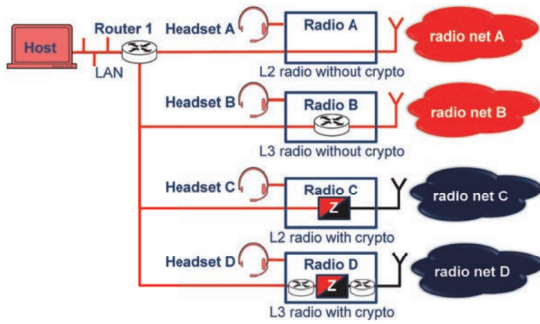 Host
LAN
Router 1
Headset A
Radio A
L2 radio without crypto
radio net A
Headset B
Radio B
L3 radio without crypto
radio net B
Headset C
Radio C
Z
L2 radio with crypto
radio net C
Headset D
Radio D
Z
L3 radio with crypto
radio net D